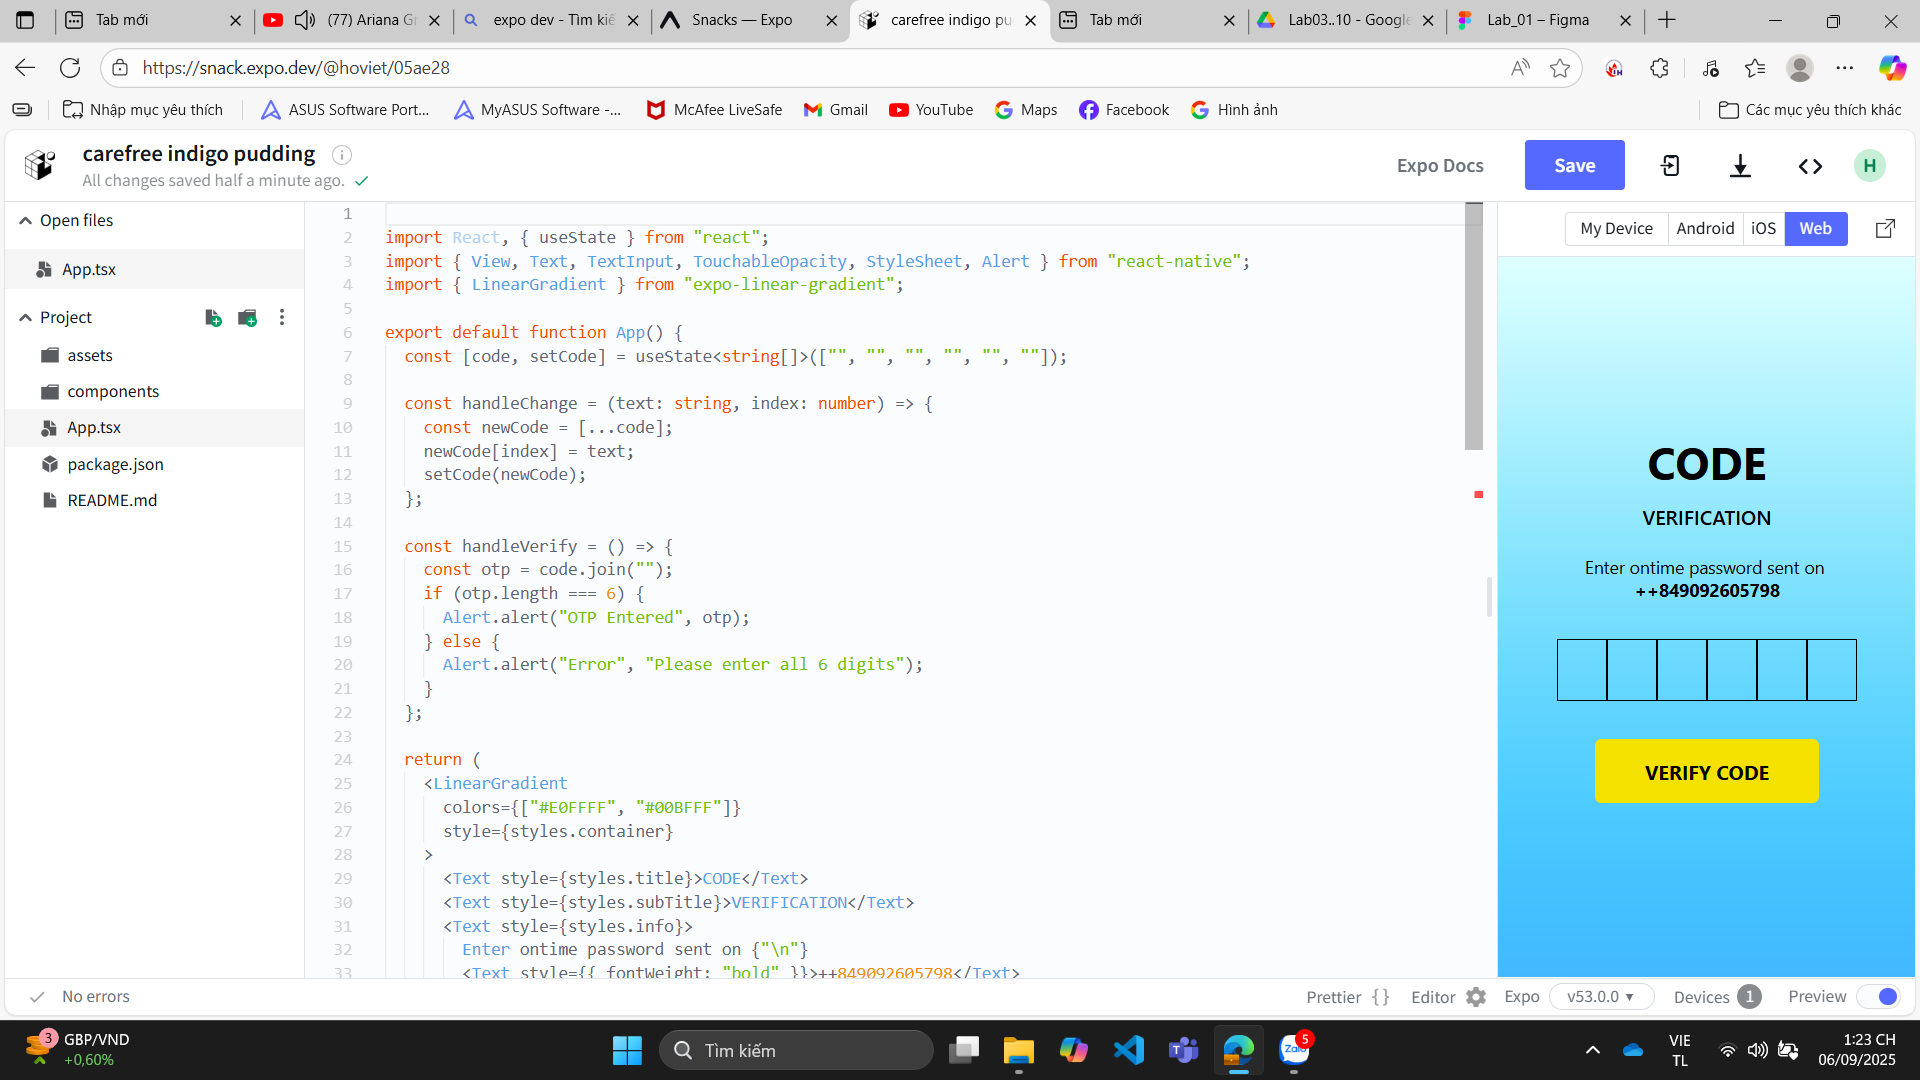 Tab mới
(77) Ariana Gr
expo dev - Tìm kiế
Snacks — Expo
carefree indigo pu
Tab mới
Lab03..10 - Google
Lab_01 – Figma
https://snack.expo.dev/@hoviet/05ae28
Nhập mục yêu thích
ASUS Software Port...
MyASUS Software -...
McAfee LiveSafe
Gmail
YouTube
Maps
Facebook
Hình ảnh
Các mục yêu thích khác
carefree indigo pudding
All changes saved half a minute ago.
Expo Docs
Save
H
Open files
App.tsx
Project
assets
components
App.tsx
package.json
README.md
1
2 import React, { useState } from "react";
3 import { View, Text, TextInput, TouchableOpacity, StyleSheet, Alert } from "react-native";
4 import { LinearGradient } from "expo-linear-gradient";
5
6 export default function App() {
7 const [code, setCode] = useState<string[]>(["", "", "", "", "", ""]);
8
9 const handleChange = (text: string, index: number) => {
10 const newCode = [...code];
11 newCode[index] = text;
12 setCode(newCode);
13 };
14
15 const handleVerify = () => {
16 const otp = code.join("");
17 if (otp.length === 6) {
18 Alert.alert("OTP Entered", otp);
19 } else {
20 Alert.alert("Error", "Please enter all 6 digits");
21 }
22 };
23
24 return (
25 <LinearGradient
26 colors={["#E0FFFF", "#00BFFF"]}
27 style={styles.container}
28 >
29 <Text style={styles.title}>CODE</Text>
30 <Text style={styles.subTitle}>VERIFICATION</Text>
31 <Text style={styles.info}>
32 Enter ontime password sent on {"\n"}
33 <Text style={{ fontWeight: "bold" }}>++849092605798</Text>
My Device
Android
iOS
Web
CODE
VERIFICATION
Enter ontime password sent on
++849092605798
VERIFY CODE
No errors
Prettier { }
Editor
Expo
v53.0.0
Devices 1
Preview
3
GBP/VND
+0,60%
Tìm kiếm
Zalo
5
VIE
TL
1:23 CH
06/09/2025